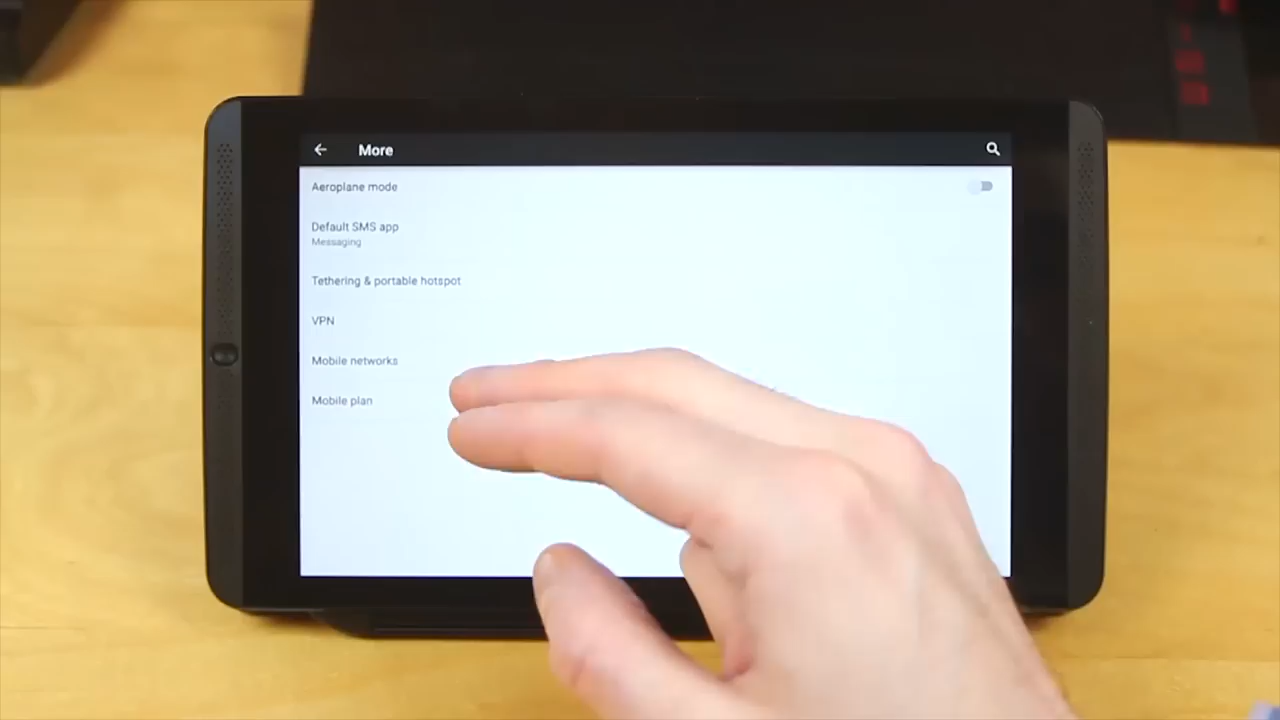 More
Aeroplane mode
Default SMS app
Messaging
Tethering & portable hotspot
VPN
Mobile networks
Mobile plan